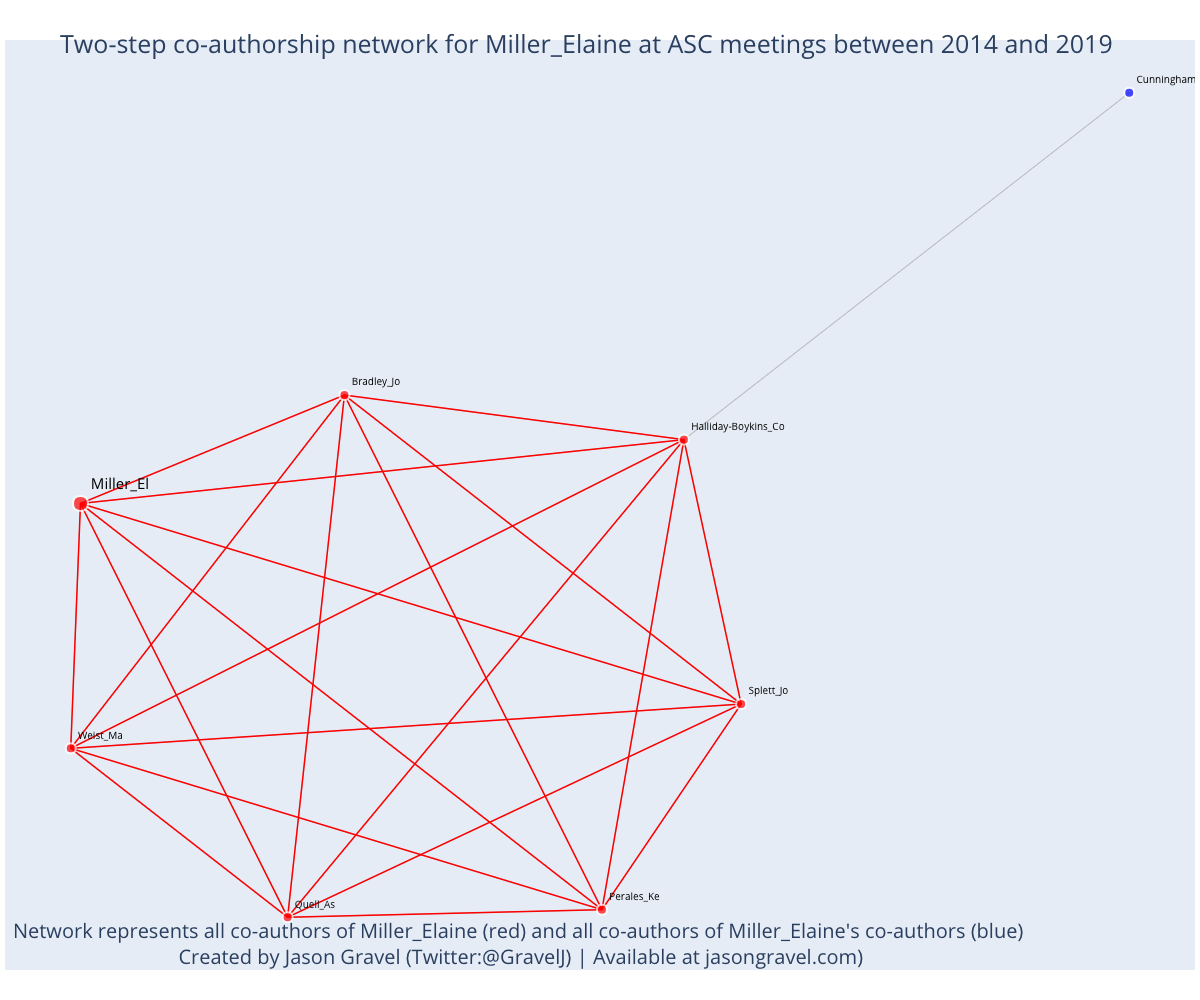 Two-step co-authorship network for Miller_Elaine at ASC meetings between 2014 and 2019
Cunningham
Bradley_Jo
Halliday-Boykins_Co
Miller_El
Splett_Jo
Weist_Ma
Perales_Ke
Quell_As
Network represents all co-authors of Miller_Elaine (red) and all co-authors of Miller_Elaine's co-authors (blue)
Created by Jason Gravel (Twitter:@GravelJ) | Available at jasongravel.com)